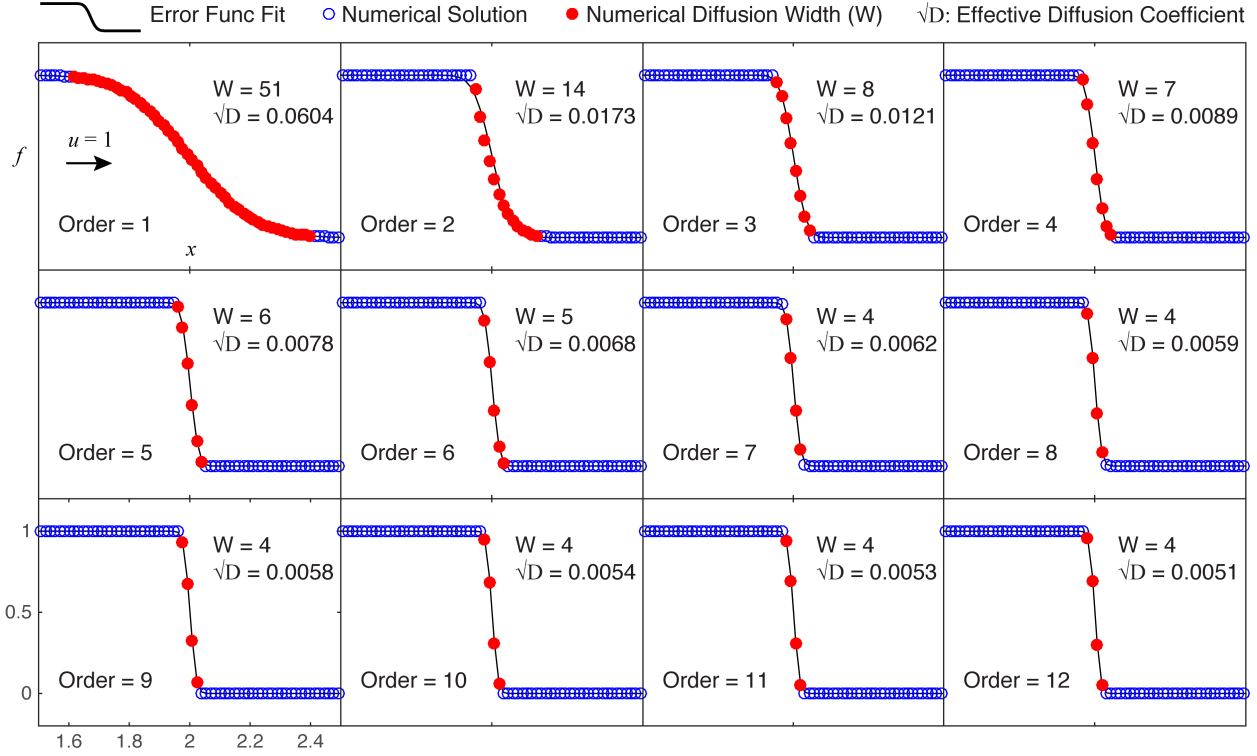 Error Func Fit Numerical Solution Numerical Diffusion Width (W) √D: Effective Diffusion Coefficient
W = 51
√D = 0.0604
u = 1
f
Order = 1
x
W = 14
√D = 0.0173
Order = 2
W = 8
√D = 0.0121
Order = 3
W = 7
√D = 0.0089
Order = 4
W = 6
√D = 0.0078
Order = 5
W = 5
√D = 0.0068
Order = 6
W = 4
√D = 0.0062
Order = 7
W = 4
√D = 0.0059
Order = 8
1
0.5
0
W = 4
√D = 0.0058
Order = 9
1.6 1.8 2 2.2 2.4
W = 4
√D = 0.0054
Order = 10
W = 4
√D = 0.0053
Order = 11
W = 4
√D = 0.0051
Order = 12